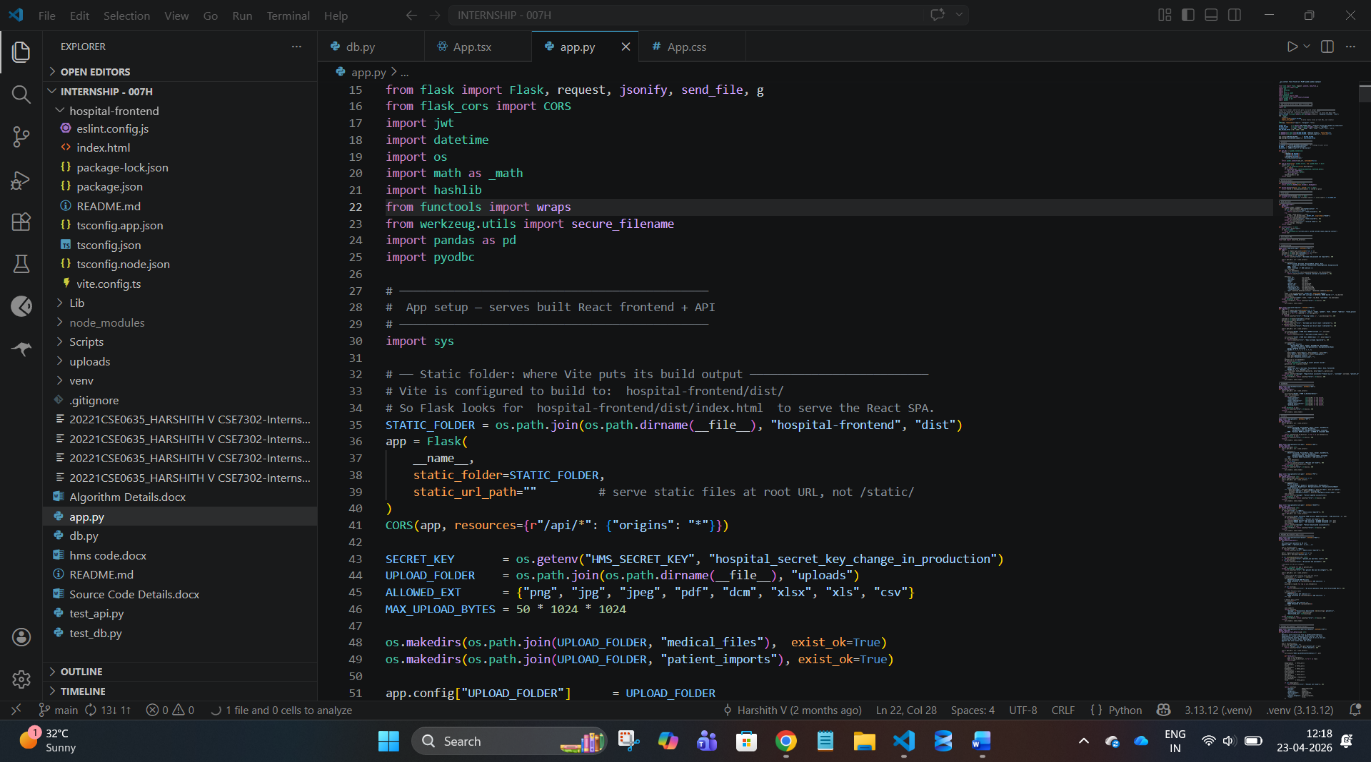 File Edit Selection View Go Run Terminal Help
INTERNSHIP - 007H
EXPLORER
OPEN EDITORS
INTERNSHIP - 007H
hospital-frontend
eslint.config.js
index.html
package-lock.json
package.json
README.md
tsconfig.app.json
tsconfig.json
tsconfig.node.json
vite.config.ts
Lib
node_modules
Scripts
uploads
venv
.gitignore
20221CSE0635_HARSHITH V CSE7302-Interns...
20221CSE0635_HARSHITH V CSE7302-Interns...
20221CSE0635_HARSHITH V CSE7302-Interns...
20221CSE0635_HARSHITH V CSE7302-Interns...
Algorithm Details.docx
app.py
db.py
hms code.docx
README.md
Source Code Details.docx
test_api.py
test_db.py
OUTLINE
TIMELINE
db.py App.tsx app.py App.css
app.py > ...
15 from flask import Flask, request, jsonify, send_file, g
16 from flask_cors import CORS
17 import jwt
18 import datetime
19 import os
20 import math as _math
21 import hashlib
22 from functools import wraps
23 from werkzeug.utils import secure_filename
24 import pandas as pd
25 import pyodbc
26
27 # ─────────────────────────────────────────────
28 #  App setup — serves built React frontend + API
29 # ─────────────────────────────────────────────
30 import sys
31
32 # ── Static folder: where Vite puts its build output ──────────────────────────
33 # Vite is configured to build to:  hospital-frontend/dist/
34 # So Flask looks for  hospital-frontend/dist/index.html  to serve the React SPA.
35 STATIC_FOLDER = os.path.join(os.path.dirname(__file__), "hospital-frontend", "dist")
36 app = Flask(
37     __name__,
38     static_folder=STATIC_FOLDER,
39     static_url_path=""         # serve static files at root URL, not /static/
40 )
41 CORS(app, resources={r"/api/*": {"origins": "*"}})
42
43 SECRET_KEY       = os.getenv("HMS_SECRET_KEY", "hospital_secret_key_change_in_production")
44 UPLOAD_FOLDER    = os.path.join(os.path.dirname(__file__), "uploads")
45 ALLOWED_EXT      = {"png", "jpg", "jpeg", "pdf", "dcm", "xlsx", "xls", "csv"}
46 MAX_UPLOAD_BYTES = 50 * 1024 * 1024
47
48 os.makedirs(os.path.join(UPLOAD_FOLDER, "medical_files"),  exist_ok=True)
49 os.makedirs(os.path.join(UPLOAD_FOLDER, "patient_imports"), exist_ok=True)
50
51 app.config["UPLOAD_FOLDER"]      = UPLOAD_FOLDER
main 13↓ 1↑ 0 0 1 file and 0 cells to analyze Harshith V (2 months ago) Ln 22, Col 28 Spaces: 4 UTF-8 CRLF { } Python 3.13.12 (.venv) .venv (3.13.12)
1
32°C
Sunny
Search
ENG
IN
12:18
23-04-2026